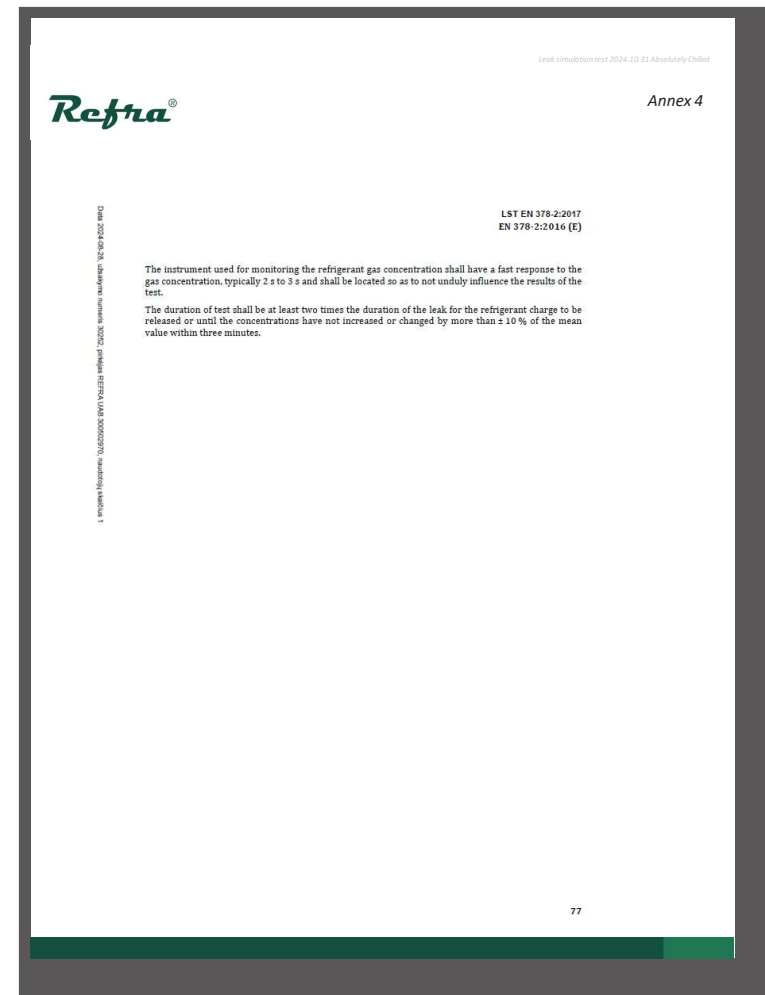 Leak simulation test 2024.10.31 Absolutely Chilled
Refra®
Annex 4
LST EN 378-2:2017
EN 378-2:2016 (E)
Data 2024-08-28, užsakymo numeris 30252, pirkėjas REFRA UAB 300502970, naudotojų skaičius 1
The instrument used for monitoring the refrigerant gas concentration shall have a fast response to the
gas concentration, typically 2 s to 3 s and shall be located so as to not unduly influence the results of the
test.
The duration of test shall be at least two times the duration of the leak for the refrigerant charge to be
released or until the concentrations have not increased or changed by more than ± 10 % of the mean
value within three minutes.
77